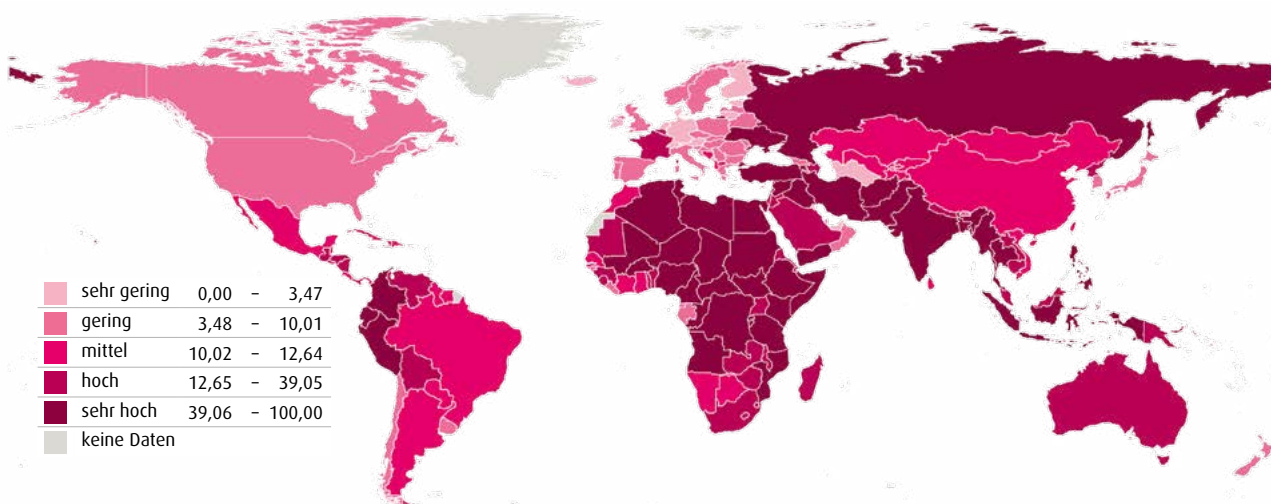 sehr gering 0,00 – 3,47
gering 3,48 – 10,01
mittel 10,02 – 12,64
hoch 12,65 – 39,05
sehr hoch 39,06 – 100,00
keine Daten